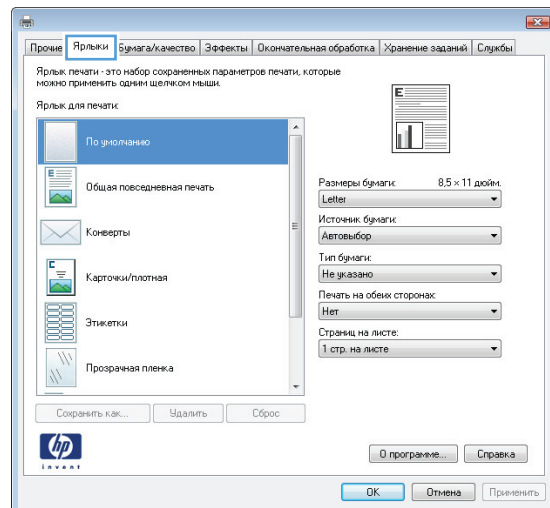 Прочие Ярлыки Бумага/качество Эффекты Окончательная обработка Хранение заданий Службы
Ярлык печати - это набор сохраненных параметров печати, которые
можно применить одним щелчком мыши.
Ярлык для печати:
По умолчанию
Общая повседневная печать
Конверты
Карточки/плотная
Этикетки
Прозрачная пленка
Сохранить как... Удалить Сброс
E
Размеры бумаги: 8,5 × 11 дюйм.
Letter
Источник бумаги:
Автовыбор
Тип бумаги:
Не указано
Печать на обеих сторонах:
Нет
Страниц на листе:
1 стр. на листе
hp
invent
О программе... Справка
OK Отмена Применить